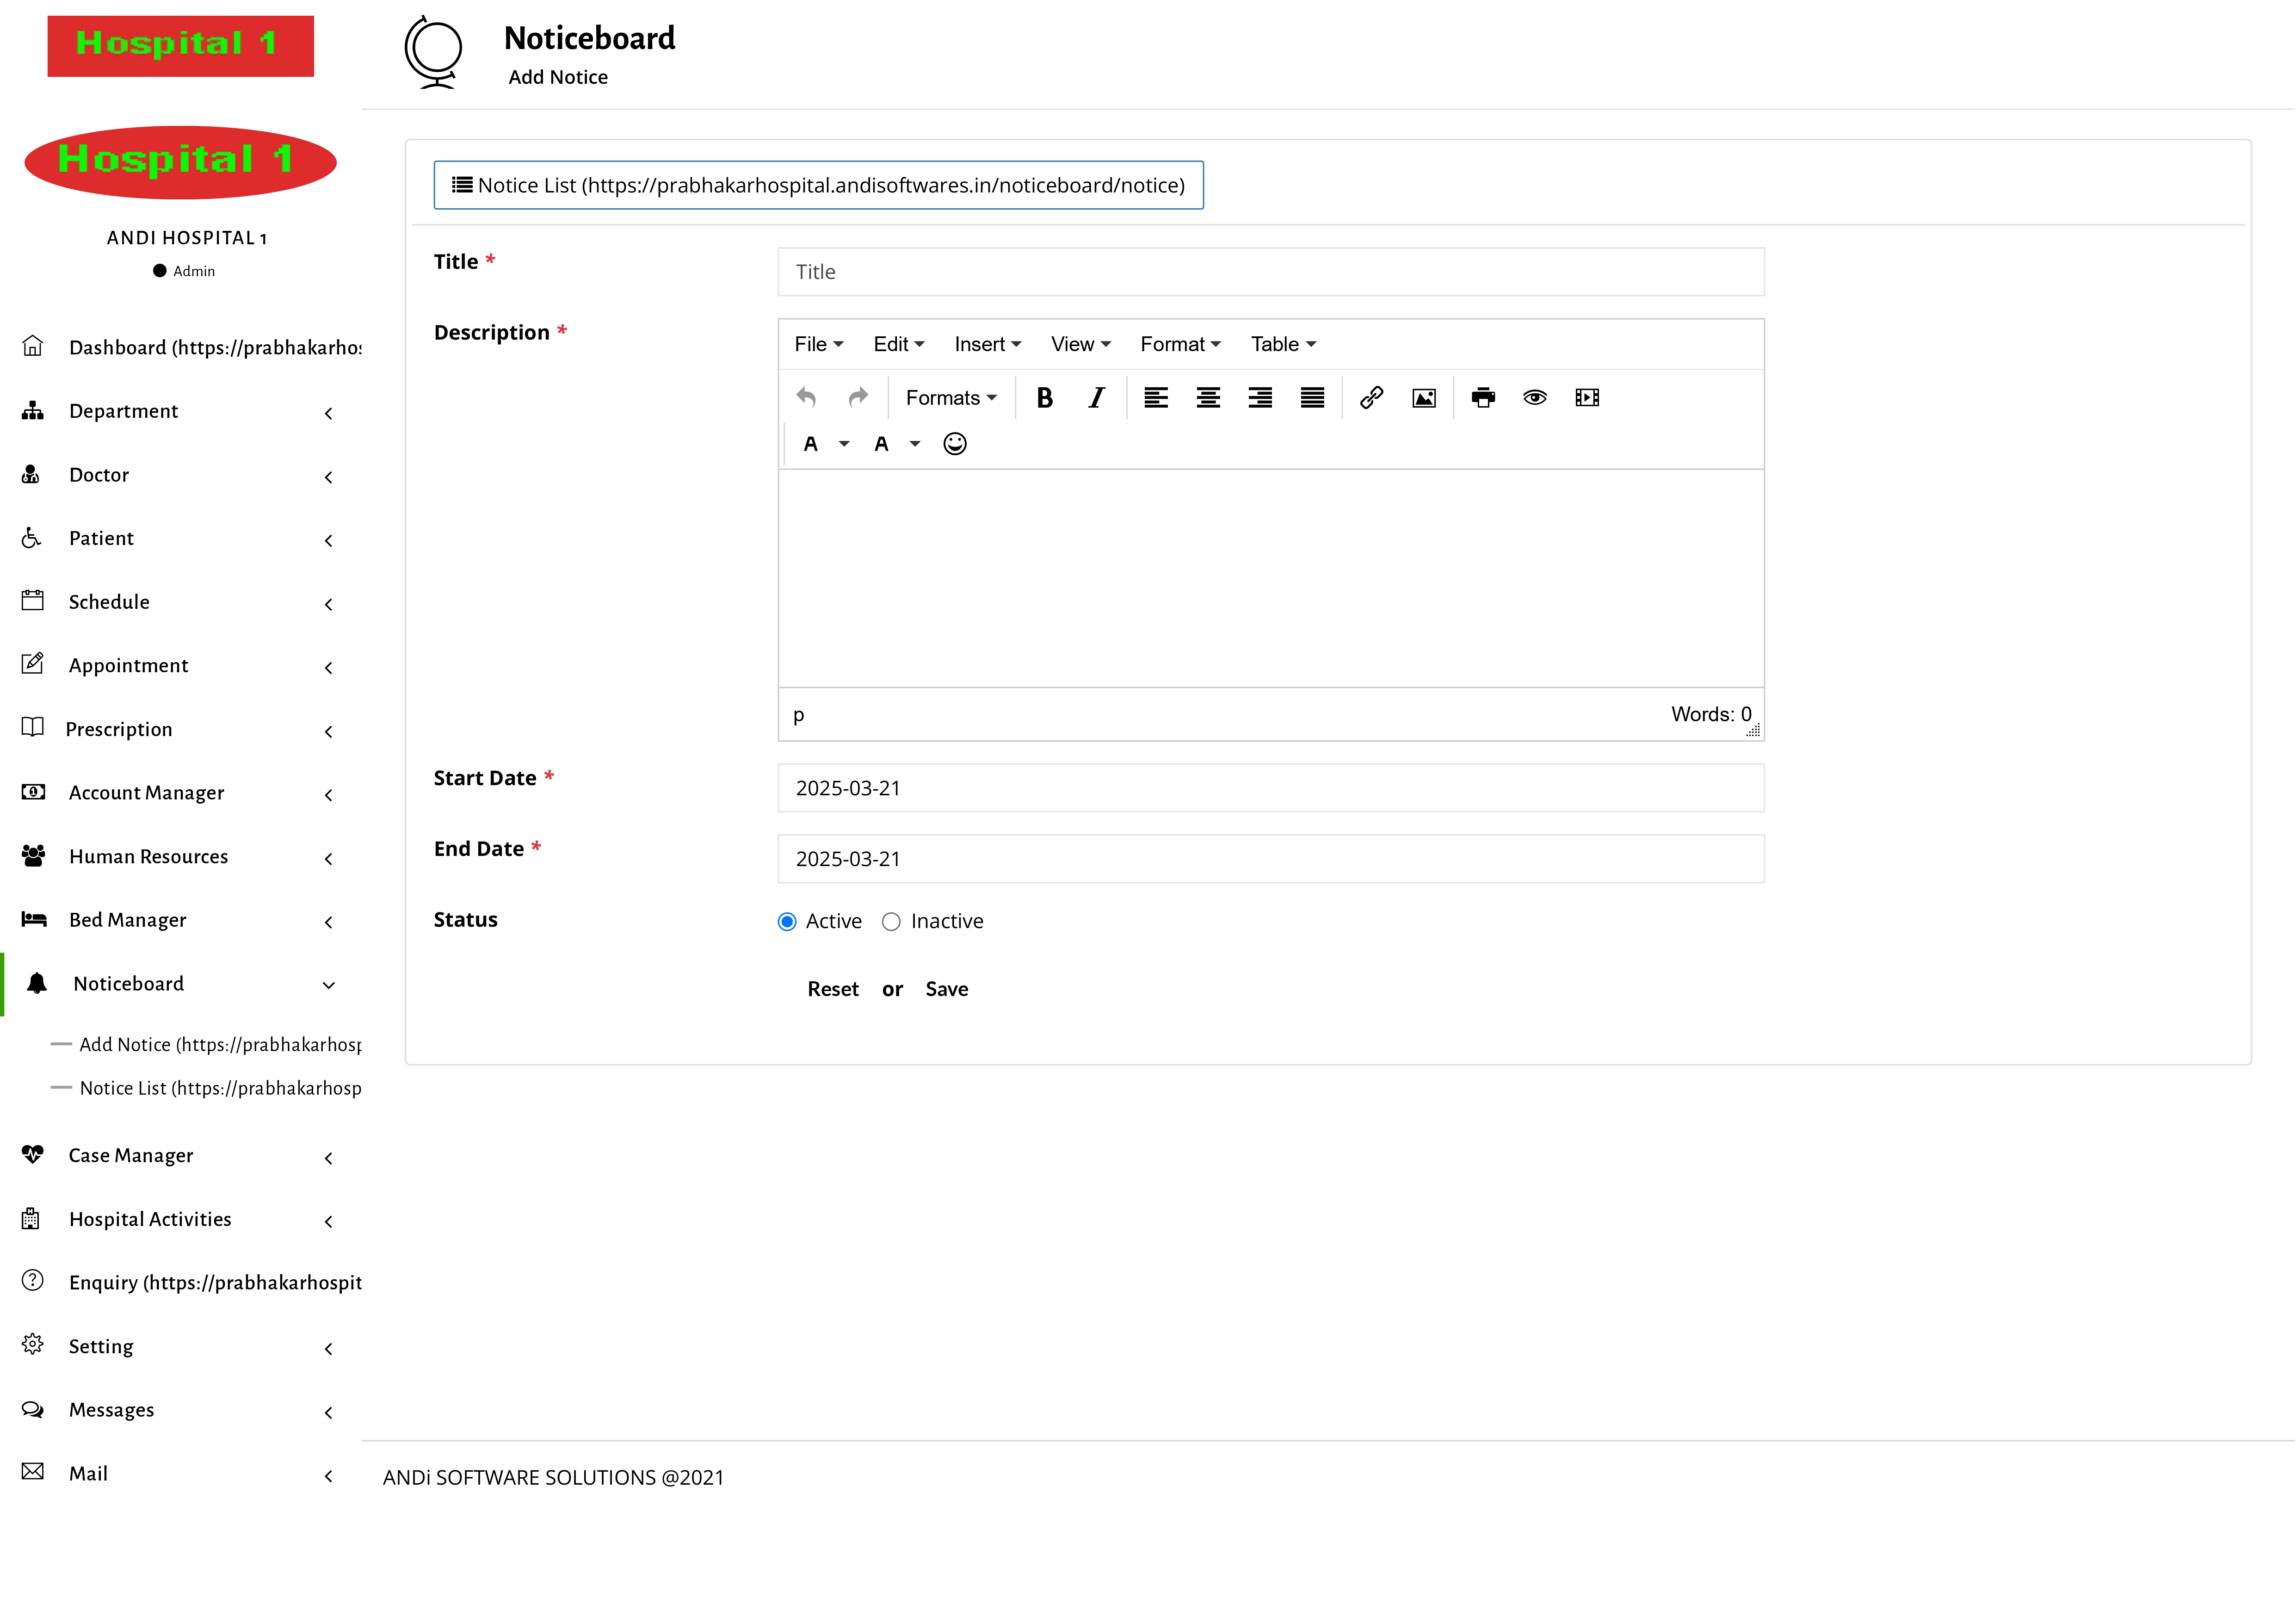 Hospital 1
Hospital 1
ANDI HOSPITAL 1
Admin
Dashboard (https://prabhakarhos
Department
Doctor
Patient
Schedule
Appointment
Prescription
Account Manager
Human Resources
Bed Manager
Noticeboard
Add Notice (https://prabhakarhosp
Notice List (https://prabhakarhosp
Case Manager
Hospital Activities
Enquiry (https://prabhakarhospit
Setting
Messages
Mail
Noticeboard
Add Notice
Notice List (https://prabhakarhospital.andisoftwares.in/noticeboard/notice)
Title *
Title
Description *
File Edit Insert View Format Table
Formats B I
A A
p Words: 0
Start Date *
2025-03-21
End Date *
2025-03-21
Status
Active Inactive
Reset or Save
ANDi SOFTWARE SOLUTIONS @2021